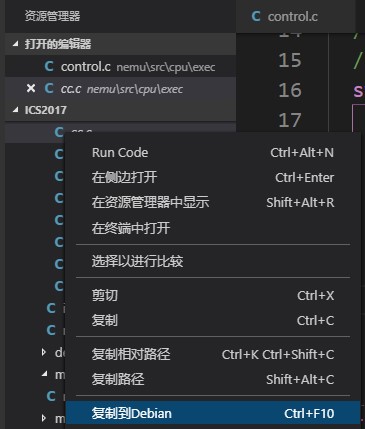 资源管理器
control.c
打开的编辑器
control.c nemu\src\cpu\exec
cc.c nemu\src\cpu\exec
ICS2017
14
15
16
17
Run Code Ctrl+Alt+N
在侧边打开 Ctrl+Enter
在资源管理器中显示 Shift+Alt+R
在终端中打开
选择以进行比较
剪切 Ctrl+X
复制 Ctrl+C
复制相对路径 Ctrl+K Ctrl+Shift+C
复制路径 Shift+Alt+C
复制到Debian Ctrl+F10